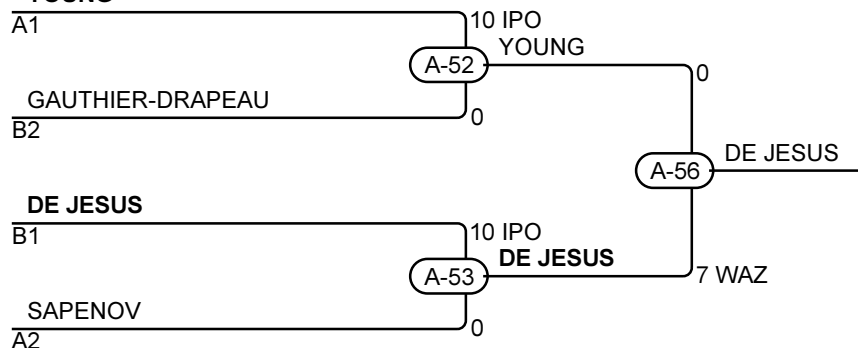 YOUNG
A1
10 IPO
A-52
YOUNG
0
GAUTHIER-DRAPEAU
B2
0
A-56
DE JESUS
DE JESUS
B1
10 IPO
A-53
DE JESUS
7 WAZ
SAPENOV
A2
0